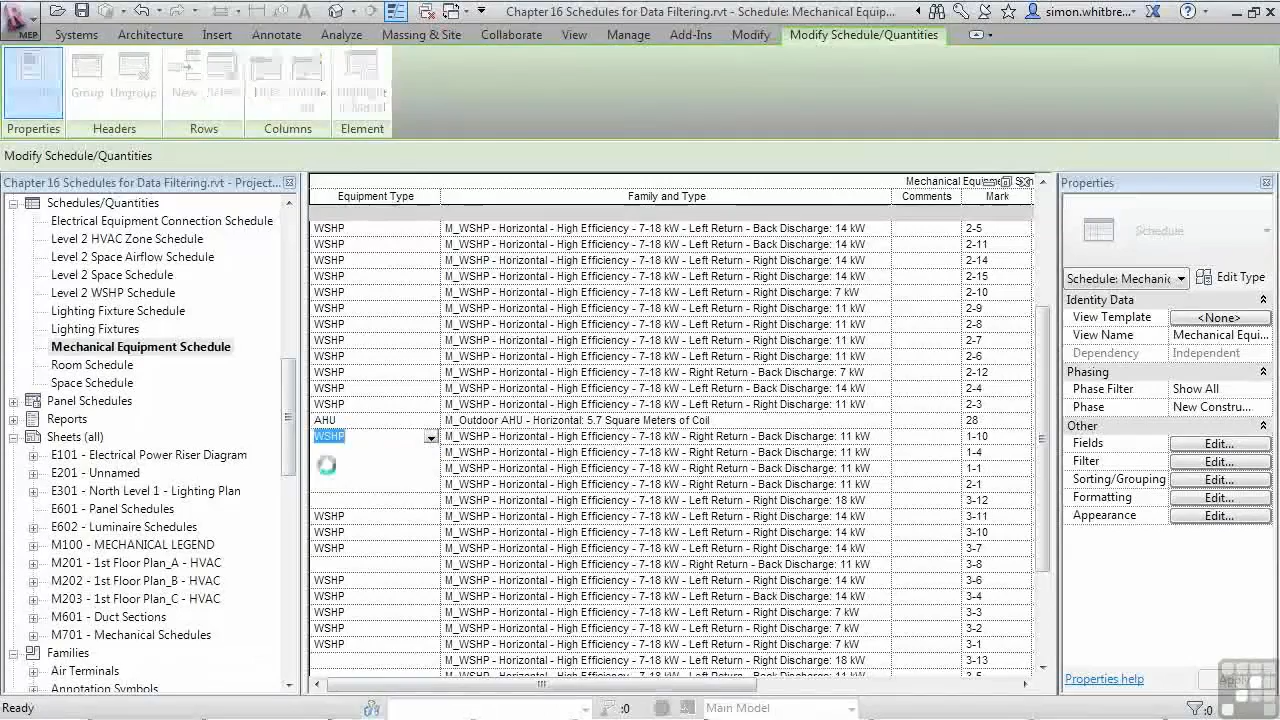 Chapter 16 Schedules for Data Filtering.rvt - Schedule: Mechanical Equip...
simon.whitbre...
MEP
Systems Architecture Insert Annotate Analyze Massing & Site Collaborate View Manage Add-Ins Modify Modify Schedule/Quantities
Group Ungroup New
Properties Headers Rows Columns Element
Modify Schedule/Quantities
Chapter 16 Schedules for Data Filtering.rvt - Project...
Schedules/Quantities
Electrical Equipment Connection Schedule
Level 2 HVAC Zone Schedule
Level 2 Space Airflow Schedule
Level 2 Space Schedule
Level 2 WSHP Schedule
Lighting Fixture Schedule
Lighting Fixtures
Mechanical Equipment Schedule
Room Schedule
Space Schedule
Panel Schedules
Reports
Sheets (all)
E101 - Electrical Power Riser Diagram
E201 - Unnamed
E301 - North Level 1 - Lighting Plan
E601 - Panel Schedules
E602 - Luminaire Schedules
M100 - MECHANICAL LEGEND
M201 - 1st Floor Plan_A - HVAC
M202 - 1st Floor Plan_B - HVAC
M203 - 1st Floor Plan_C - HVAC
M601 - Duct Sections
M701 - Mechanical Schedules
Families
Air Terminals
Annotation Symbols
Equipment Type Family and Type Comments Mark
WSHP M_WSHP - Horizontal - High Efficiency - 7-18 kW - Left Return - Back Discharge: 14 kW 2-5
WSHP M_WSHP - Horizontal - High Efficiency - 7-18 kW - Left Return - Back Discharge: 14 kW 2-11
WSHP M_WSHP - Horizontal - High Efficiency - 7-18 kW - Left Return - Right Discharge: 14 kW 2-14
WSHP M_WSHP - Horizontal - High Efficiency - 7-18 kW - Left Return - Right Discharge: 14 kW 2-15
WSHP M_WSHP - Horizontal - High Efficiency - 7-18 kW - Left Return - Right Discharge: 7 kW 2-10
WSHP M_WSHP - Horizontal - High Efficiency - 7-18 kW - Left Return - Right Discharge: 11 kW 2-9
WSHP M_WSHP - Horizontal - High Efficiency - 7-18 kW - Left Return - Right Discharge: 11 kW 2-8
WSHP M_WSHP - Horizontal - High Efficiency - 7-18 kW - Left Return - Right Discharge: 11 kW 2-7
WSHP M_WSHP - Horizontal - High Efficiency - 7-18 kW - Left Return - Right Discharge: 11 kW 2-6
WSHP M_WSHP - Horizontal - High Efficiency - 7-18 kW - Right Return - Back Discharge: 7 kW 2-12
WSHP M_WSHP - Horizontal - High Efficiency - 7-18 kW - Left Return - Back Discharge: 14 kW 2-4
WSHP M_WSHP - Horizontal - High Efficiency - 7-18 kW - Left Return - Right Discharge: 11 kW 2-3
AHU M_Outdoor AHU - Horizontal: 5.7 Square Meters of Coil 28
WSHP M_WSHP - Horizontal - High Efficiency - 7-18 kW - Right Return - Back Discharge: 11 kW 1-10
M_WSHP - Horizontal - High Efficiency - 7-18 kW - Right Return - Back Discharge: 11 kW 1-4
M_WSHP - Horizontal - High Efficiency - 7-18 kW - Right Return - Back Discharge: 11 kW 1-1
M_WSHP - Horizontal - High Efficiency - 7-18 kW - Right Return - Back Discharge: 11 kW 2-1
M_WSHP - Horizontal - High Efficiency - 7-18 kW - Left Return - Right Discharge: 18 kW 3-12
WSHP M_WSHP - Horizontal - High Efficiency - 7-18 kW - Left Return - Right Discharge: 14 kW 3-11
WSHP M_WSHP - Horizontal - High Efficiency - 7-18 kW - Left Return - Right Discharge: 14 kW 3-10
WSHP M_WSHP - Horizontal - High Efficiency - 7-18 kW - Left Return - Right Discharge: 14 kW 3-7
M_WSHP - Horizontal - High Efficiency - 7-18 kW - Right Return - Back Discharge: 11 kW 3-8
WSHP M_WSHP - Horizontal - High Efficiency - 7-18 kW - Left Return - Right Discharge: 14 kW 3-6
WSHP M_WSHP - Horizontal - High Efficiency - 7-18 kW - Left Return - Back Discharge: 14 kW 3-4
WSHP M_WSHP - Horizontal - High Efficiency - 7-18 kW - Left Return - Right Discharge: 7 kW 3-3
WSHP M_WSHP - Horizontal - High Efficiency - 7-18 kW - Left Return - Right Discharge: 7 kW 3-2
WSHP M_WSHP - Horizontal - High Efficiency - 7-18 kW - Left Return - Right Discharge: 7 kW 3-1
M_WSHP - Horizontal - High Efficiency - 7-18 kW - Left Return - Right Discharge: 18 kW 3-13
Properties
Schedule
Schedule: Mechanic Edit Type
Identity Data
View Template <None>
View Name Mechanical Equi...
Dependency Independent
Phasing
Phase Filter Show All
Phase New Constru...
Other
Fields Edit...
Filter Edit...
Sorting/Grouping Edit...
Formatting Edit...
Appearance Edit...
Properties help Apply
Ready :0 Main Model :0